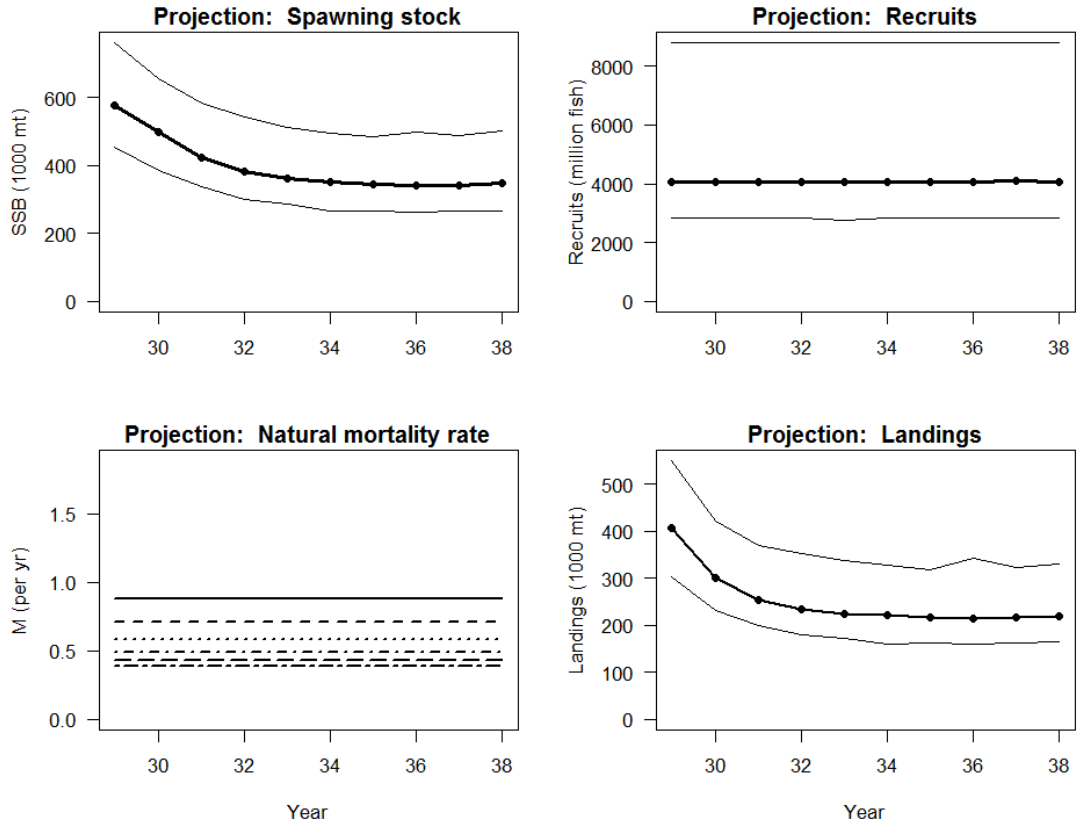 Projection: Spawning stock
SSB (1000 mt)
600
400
200
0
30 32 34 36 38
Projection: Recruits
Recruits (million fish)
8000
6000
4000
2000
0
30 32 34 36 38
Projection: Natural mortality rate
M (per yr)
1.5
1.0
0.5
0.0
30 32 34 36 38
Year
Projection: Landings
Landings (1000 mt)
500
400
300
200
100
0
30 32 34 36 38
Year